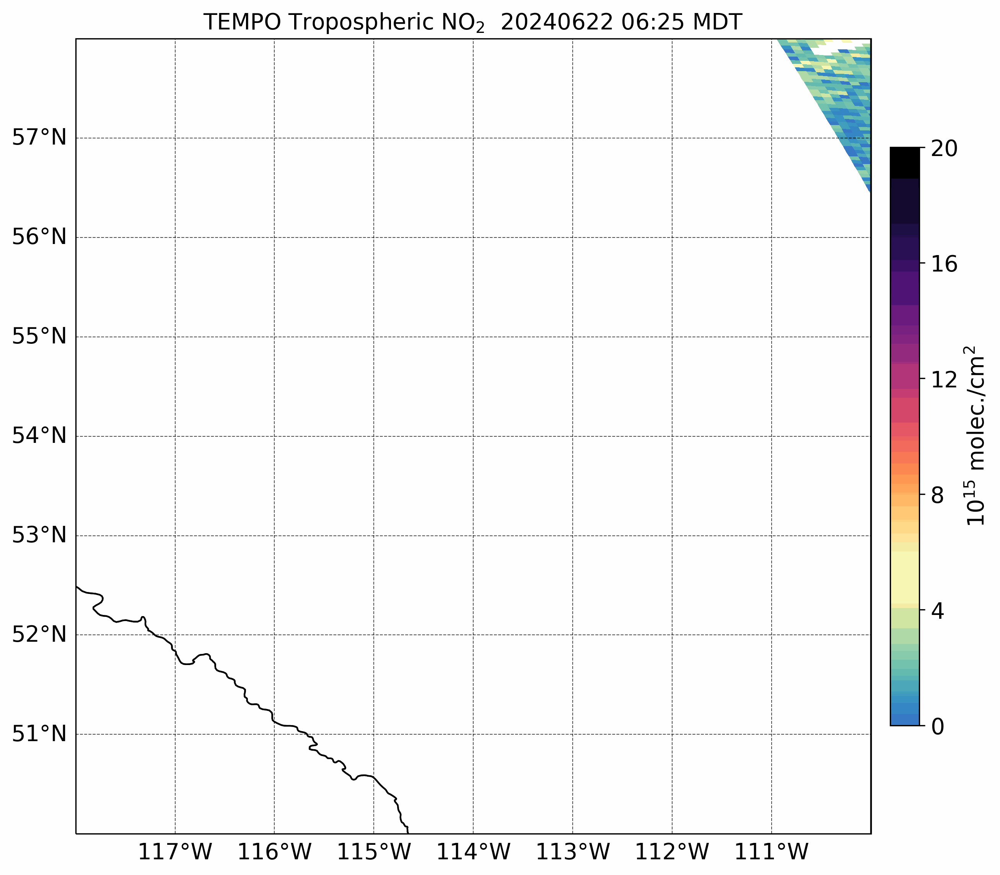 TEMPO Tropospheric NO₂ 20240622 06:25 MDT
57°N
56°N
55°N
54°N
53°N
52°N
51°N
117°W 116°W 115°W 114°W 113°W 112°W 111°W
20
16
12
8
4
0
10¹⁵ molec./cm²